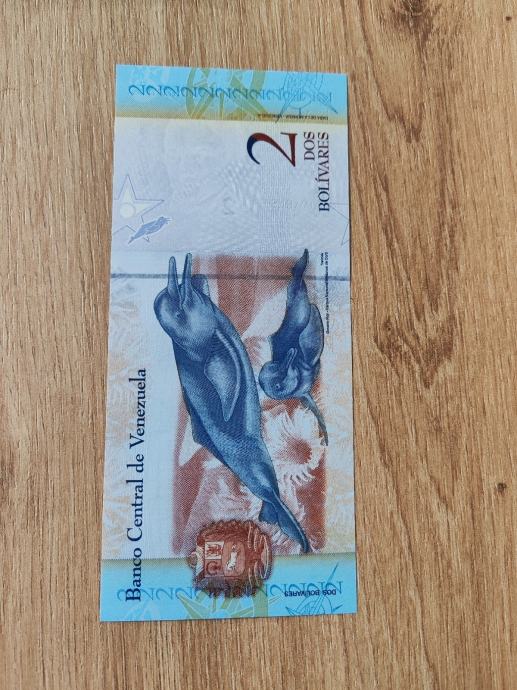 Banco Central de Venezuela
2
DOS
BOLÍVARES
DOS BOLÍVARES